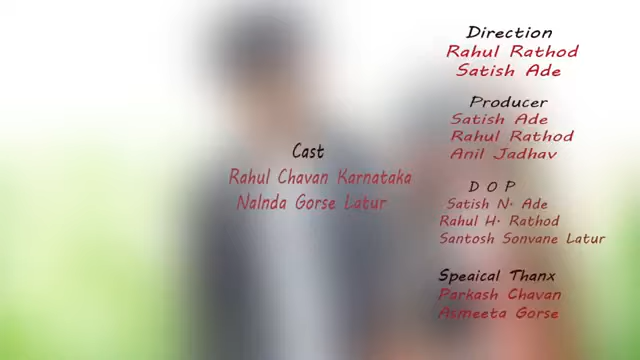 Cast
Rahul Chavan Karnataka
Nalnda Gorse Latur
Direction
Rahul Rathod
Satish Ade
Producer
Satish Ade
Rahul Rathod
Anil Jadhav
D O P
Satish N. Ade
Rahul H. Rathod
Santosh Sonvane Latur
Speaical Thanx
Parkash Chavan
Asmeeta Gorse